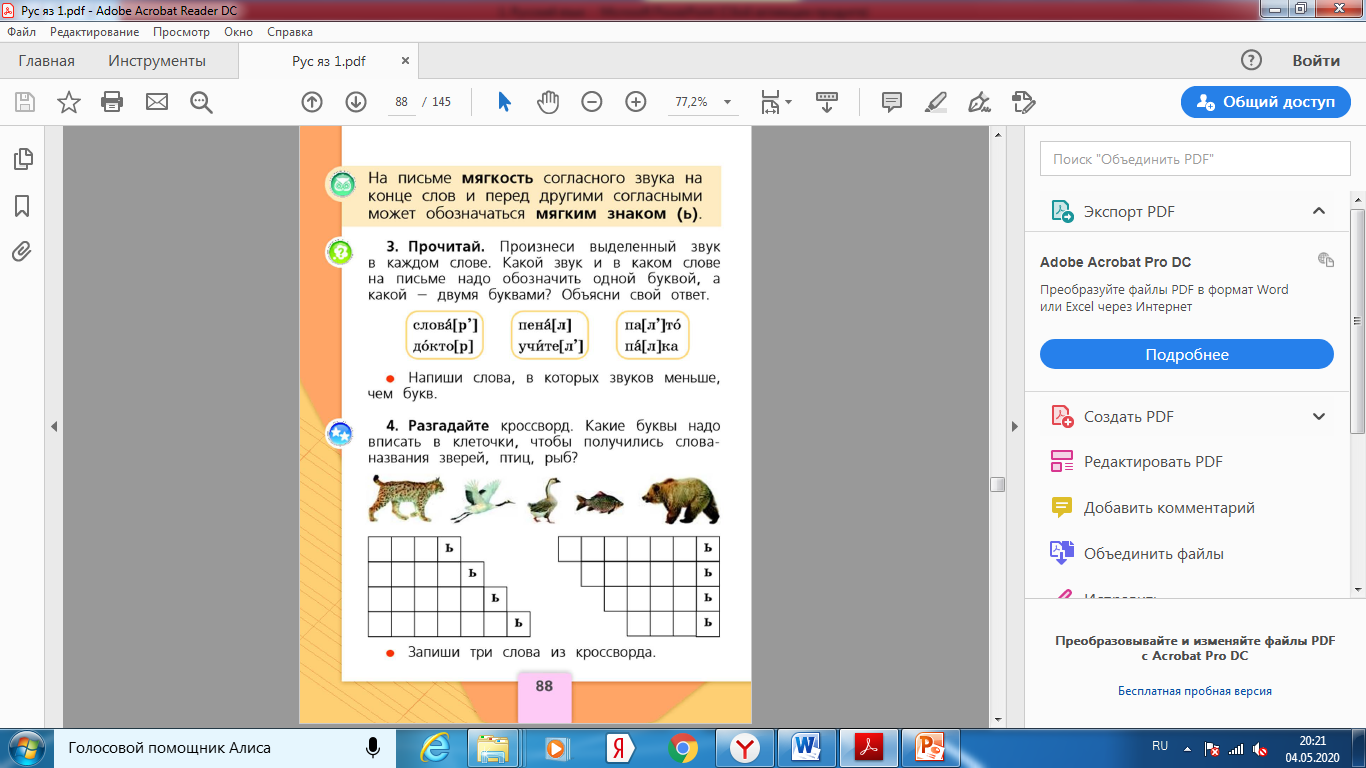 Рус яз 1.pdf - Adobe Acrobat Reader DC
Файл Редактирование Просмотр Окно Справка
Главная Инструменты Рус яз 1.pdf × Войти
88 / 145 77,2% Общий доступ
На письме мягкость согласного звука на
конце слов и перед другими согласными
может обозначаться мягким знаком (ь).
3. Прочитай. Произнеси выделенный звук
в каждом слове. Какой звук и в каком слове
на письме надо обозначить одной буквой, а
какой – двумя буквами? Объясни свой ответ.
слова́[р’] пена́[л] па[л’]то́
до́кто[р] учи́те[л’] па́[л]ка
• Напиши слова, в которых звуков меньше,
чем букв.
4. Разгадайте кроссворд. Какие буквы надо
вписать в клеточки, чтобы получились слова-
названия зверей, птиц, рыб?
ь ь
ь ь
ь ь
ь ь
• Запиши три слова из кроссворда.
88
Поиск "Объединить PDF"
Экспорт PDF
Adobe Acrobat Pro DC
Преобразуйте файлы PDF в формат Word
или Excel через Интернет
Подробнее
Создать PDF
Редактировать PDF
Добавить комментарий
Объединить файлы
Преобразовывайте и изменяйте файлы PDF
с Acrobat Pro DC
Бесплатная пробная версия
Голосовой помощник Алиса
RU
20:21
04.05.2020